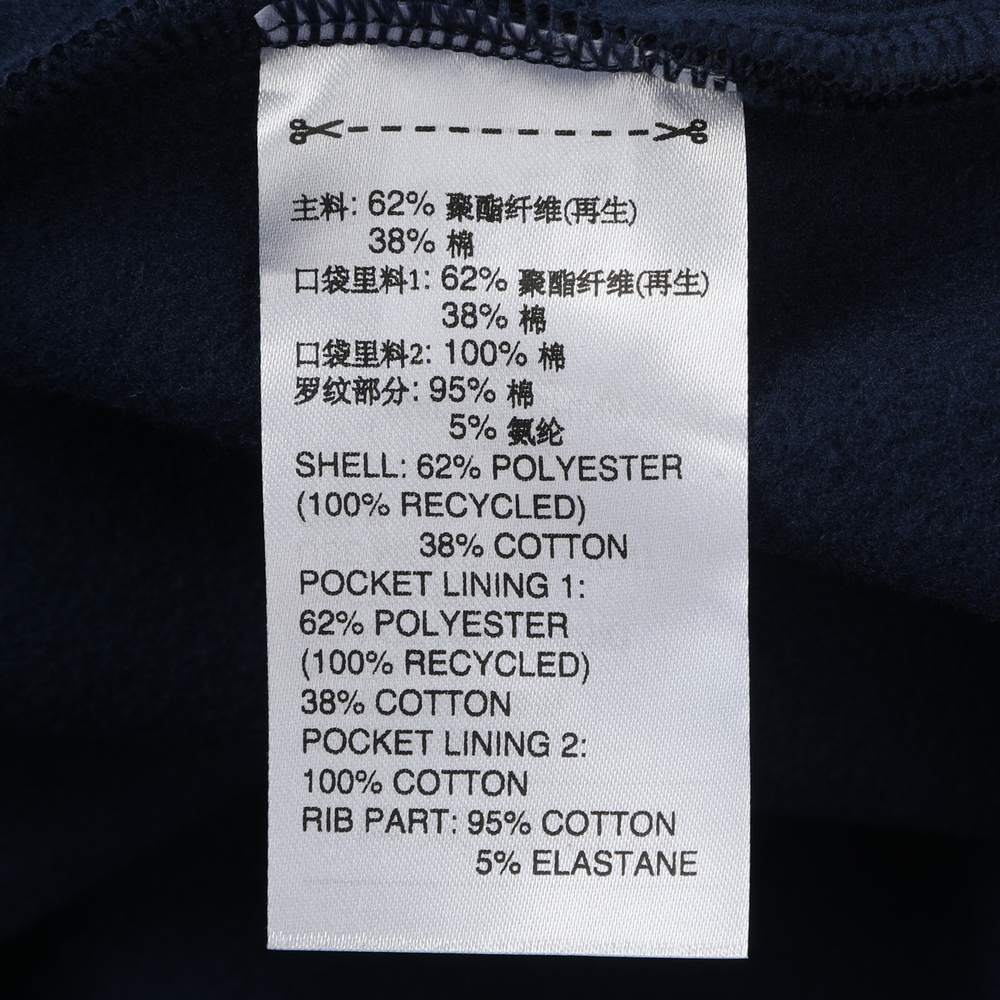 主料: 62% 聚酯纤维(再生)
38% 棉
口袋里料1: 62% 聚酯纤维(再生)
38% 棉
口袋里料2: 100% 棉
罗纹部分: 95% 棉
5% 氨纶
SHELL: 62% POLYESTER
(100% RECYCLED)
38% COTTON
POCKET LINING 1:
62% POLYESTER
(100% RECYCLED)
38% COTTON
POCKET LINING 2:
100% COTTON
RIB PART: 95% COTTON
5% ELASTANE